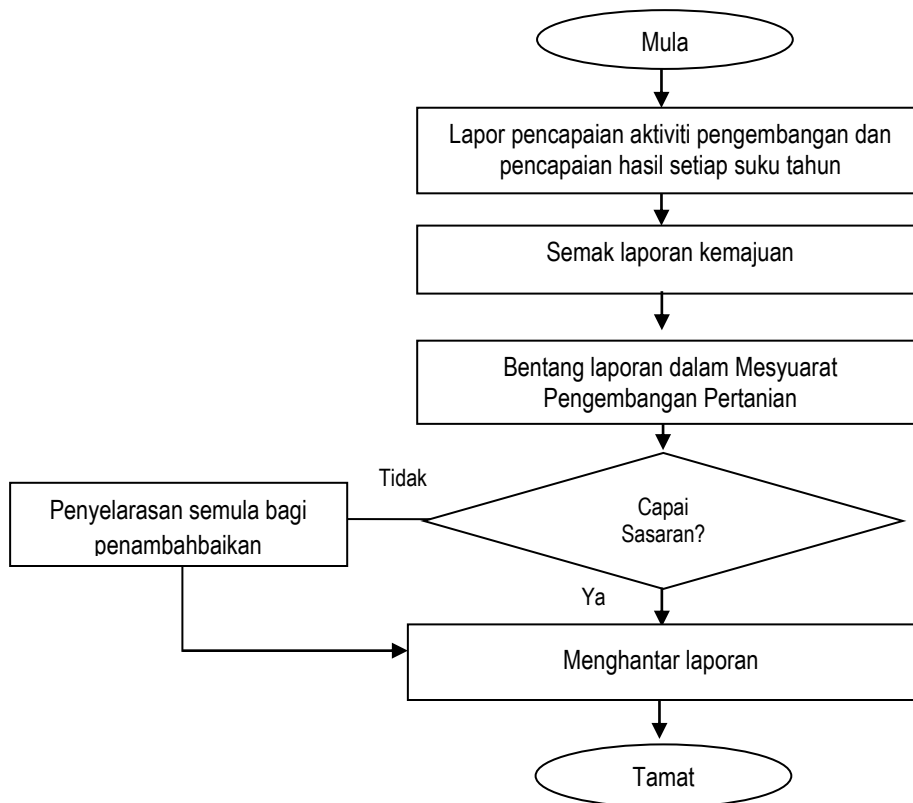 Mula
Lapor pencapaian aktiviti pengembangan dan
pencapaian hasil setiap suku tahun
Semak laporan kemajuan
Bentang laporan dalam Mesyuarat
Pengembangan Pertanian
Tidak
Capai
Sasaran?
Penyelarasan semula bagi
penambahbaikan
Ya
Menghantar laporan
Tamat